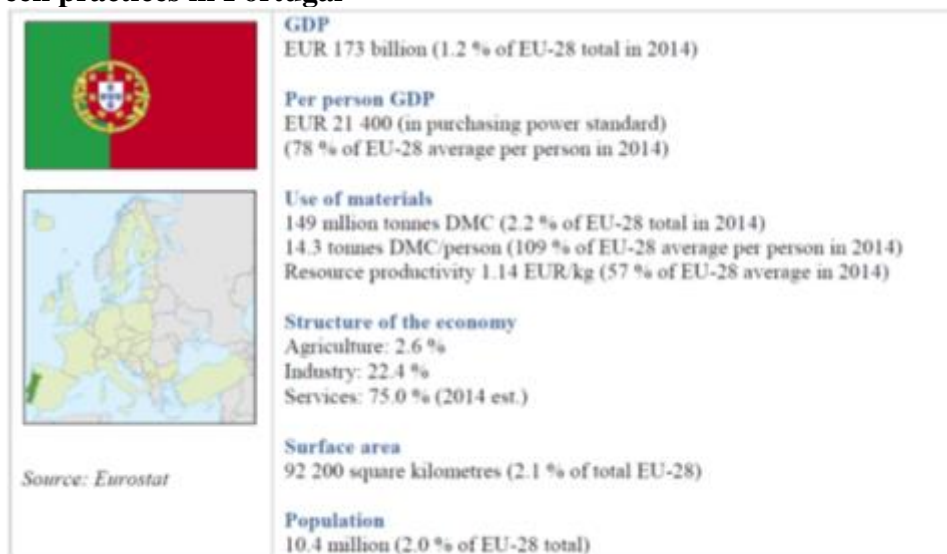 practices in Portugal
GDP
EUR 173 billion (1.2 % of EU-28 total in 2014)
Per person GDP
EUR 21 400 (in purchasing power standard)
(78 % of EU-28 average per person in 2014)
Use of materials
149 million tonnes DMC (2.2 % of EU-28 total in 2014)
14.3 tonnes DMC/person (109 % of EU-28 average per person in 2014)
Resource productivity 1.14 EUR/kg (57 % of EU-28 average in 2014)
Structure of the economy
Agriculture: 2.6 %
Industry: 22.4 %
Services: 75.0 % (2014 est.)
Surface area
92 200 square kilometres (2.1 % of total EU-28)
Source: Eurostat
Population
10.4 million (2.0 % of EU-28 total)